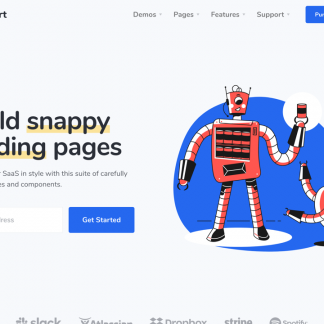 rt Demos Pages Features Support Pur
ld snappy
ding pages
SaaS in style with this suite of carefully
es and components.
ress Get Started
slack Atlassian Dropbox stripe Spotify